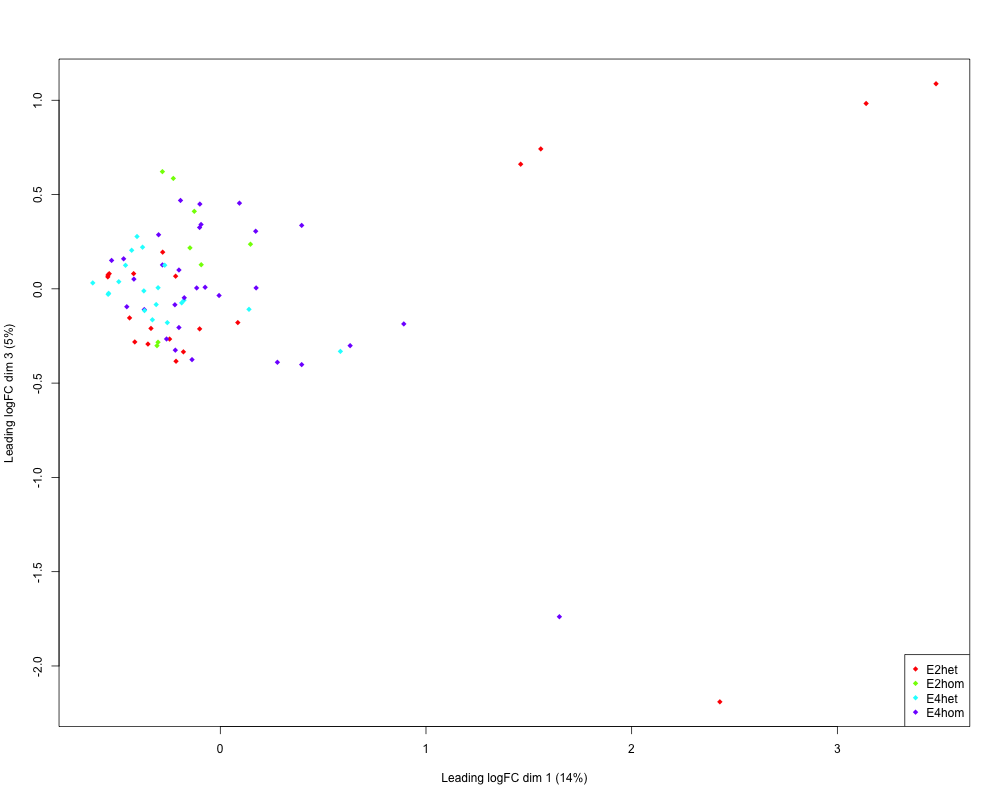 1.0
0.5
0.0
-0.5
-1.0
-1.5
-2.0
Leading logFC dim 3 (5%)
0 1 2 3
Leading logFC dim 1 (14%)
E2het
E2hom
E4het
E4hom